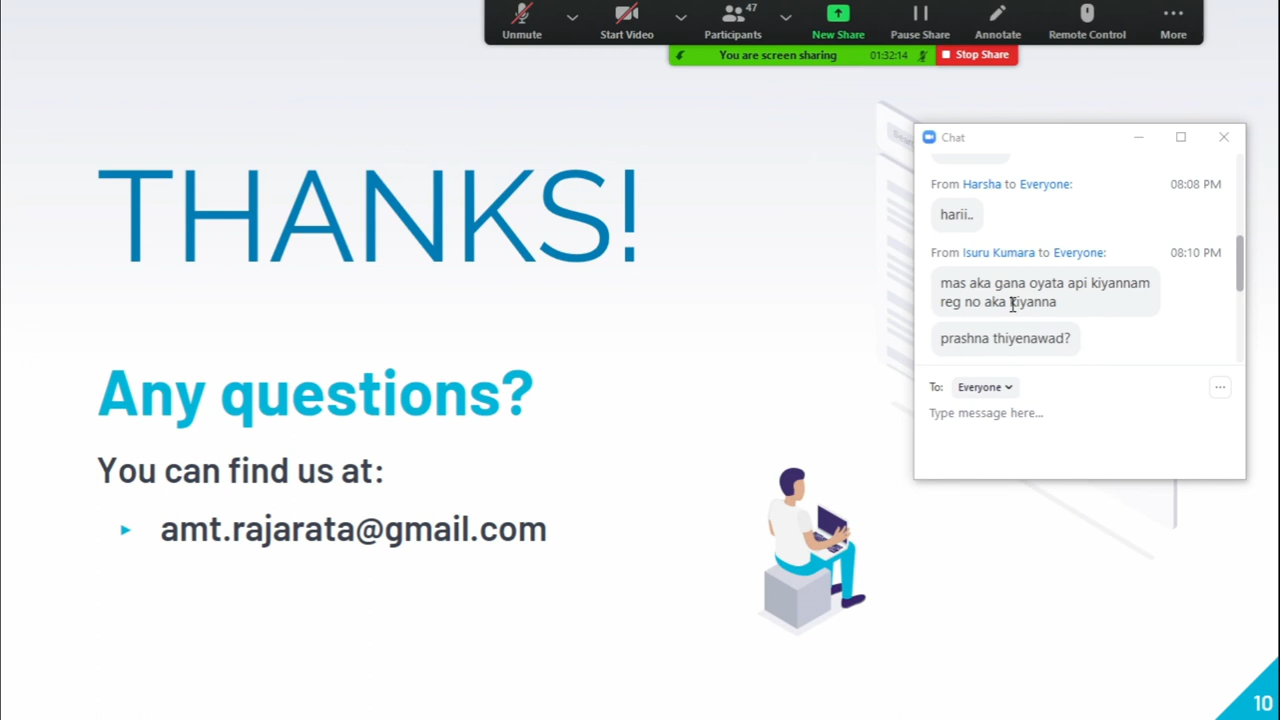 Unmute
Start Video
Participants
47
New Share
Pause Share
Annotate
Remote Control
More
You are screen sharing
01:32:14
Stop Share
THANKS!
Any questions?
You can find us at:
amt.rajarata@gmail.com
Chat
From Harsha to Everyone:
08:08 PM
harii..
From Isuru Kumara to Everyone:
08:10 PM
mas aka gana oyata api kiyannam
reg no aka kiyanna
prashna thiyenawad?
To: Everyone
Type message here...
10